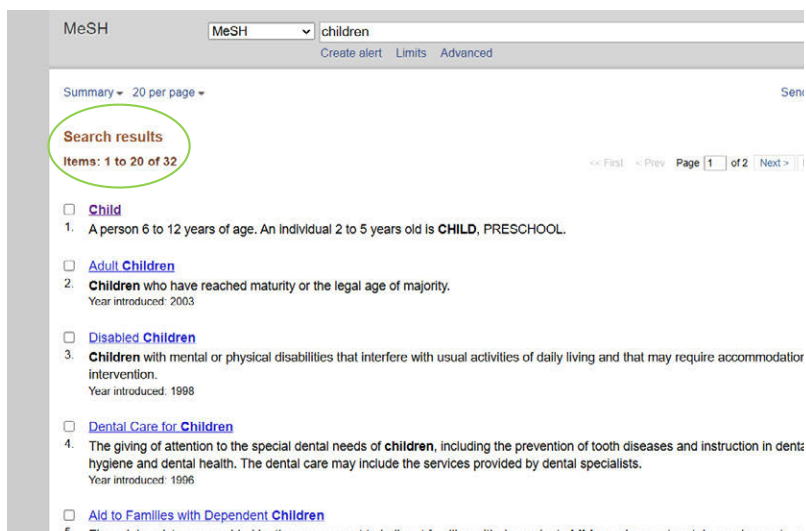 MeSH MeSH children
Create alert Limits Advanced
Summary 20 per page Send
Search results
Items: 1 to 20 of 32
<< First < Prev Page 1 of 2 Next >
Child
1. A person 6 to 12 years of age. An individual 2 to 5 years old is CHILD, PRESCHOOL.
Adult Children
2. Children who have reached maturity or the legal age of majority.
Year introduced: 2003
Disabled Children
3. Children with mental or physical disabilities that interfere with usual activities of daily living and that may require accommodation
intervention.
Year introduced: 1998
Dental Care for Children
4. The giving of attention to the special dental needs of children, including the prevention of tooth diseases and instruction in denta
hygiene and dental health. The dental care may include the services provided by dental specialists.
Year introduced: 1996
Aid to Families with Dependent Children